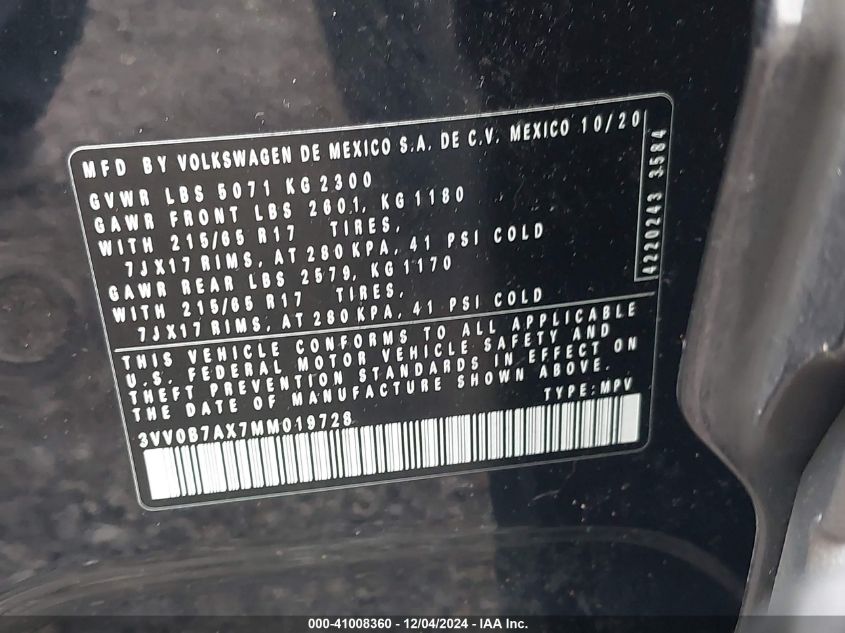 MFD BY VOLKSWAGEN DE MEXICO S.A. DE C.V. MEXICO 10/20
GVWR LBS 5071 KG 2300
GAWR FRONT LBS 2601, KG 1180
WITH 215/65 R17 TIRES,
7JX17 RIMS, AT 280 KPA, 41 PSI COLD
GAWR REAR LBS 2579, KG 1170
WITH 215/65 R17 TIRES,
7JX17 RIMS, AT 280 KPA, 41 PSI COLD
4220243 3584
THIS VEHICLE CONFORMS TO ALL APPLICABLE
U.S. FEDERAL MOTOR VEHICLE SAFETY AND
THEFT PREVENTION STANDARDS IN EFFECT ON
THE DATE OF MANUFACTURE SHOWN ABOVE.
TYPE: MPV
3VV0B7AX7MM019728
000-41008360 - 12/04/2024 - IAA Inc.